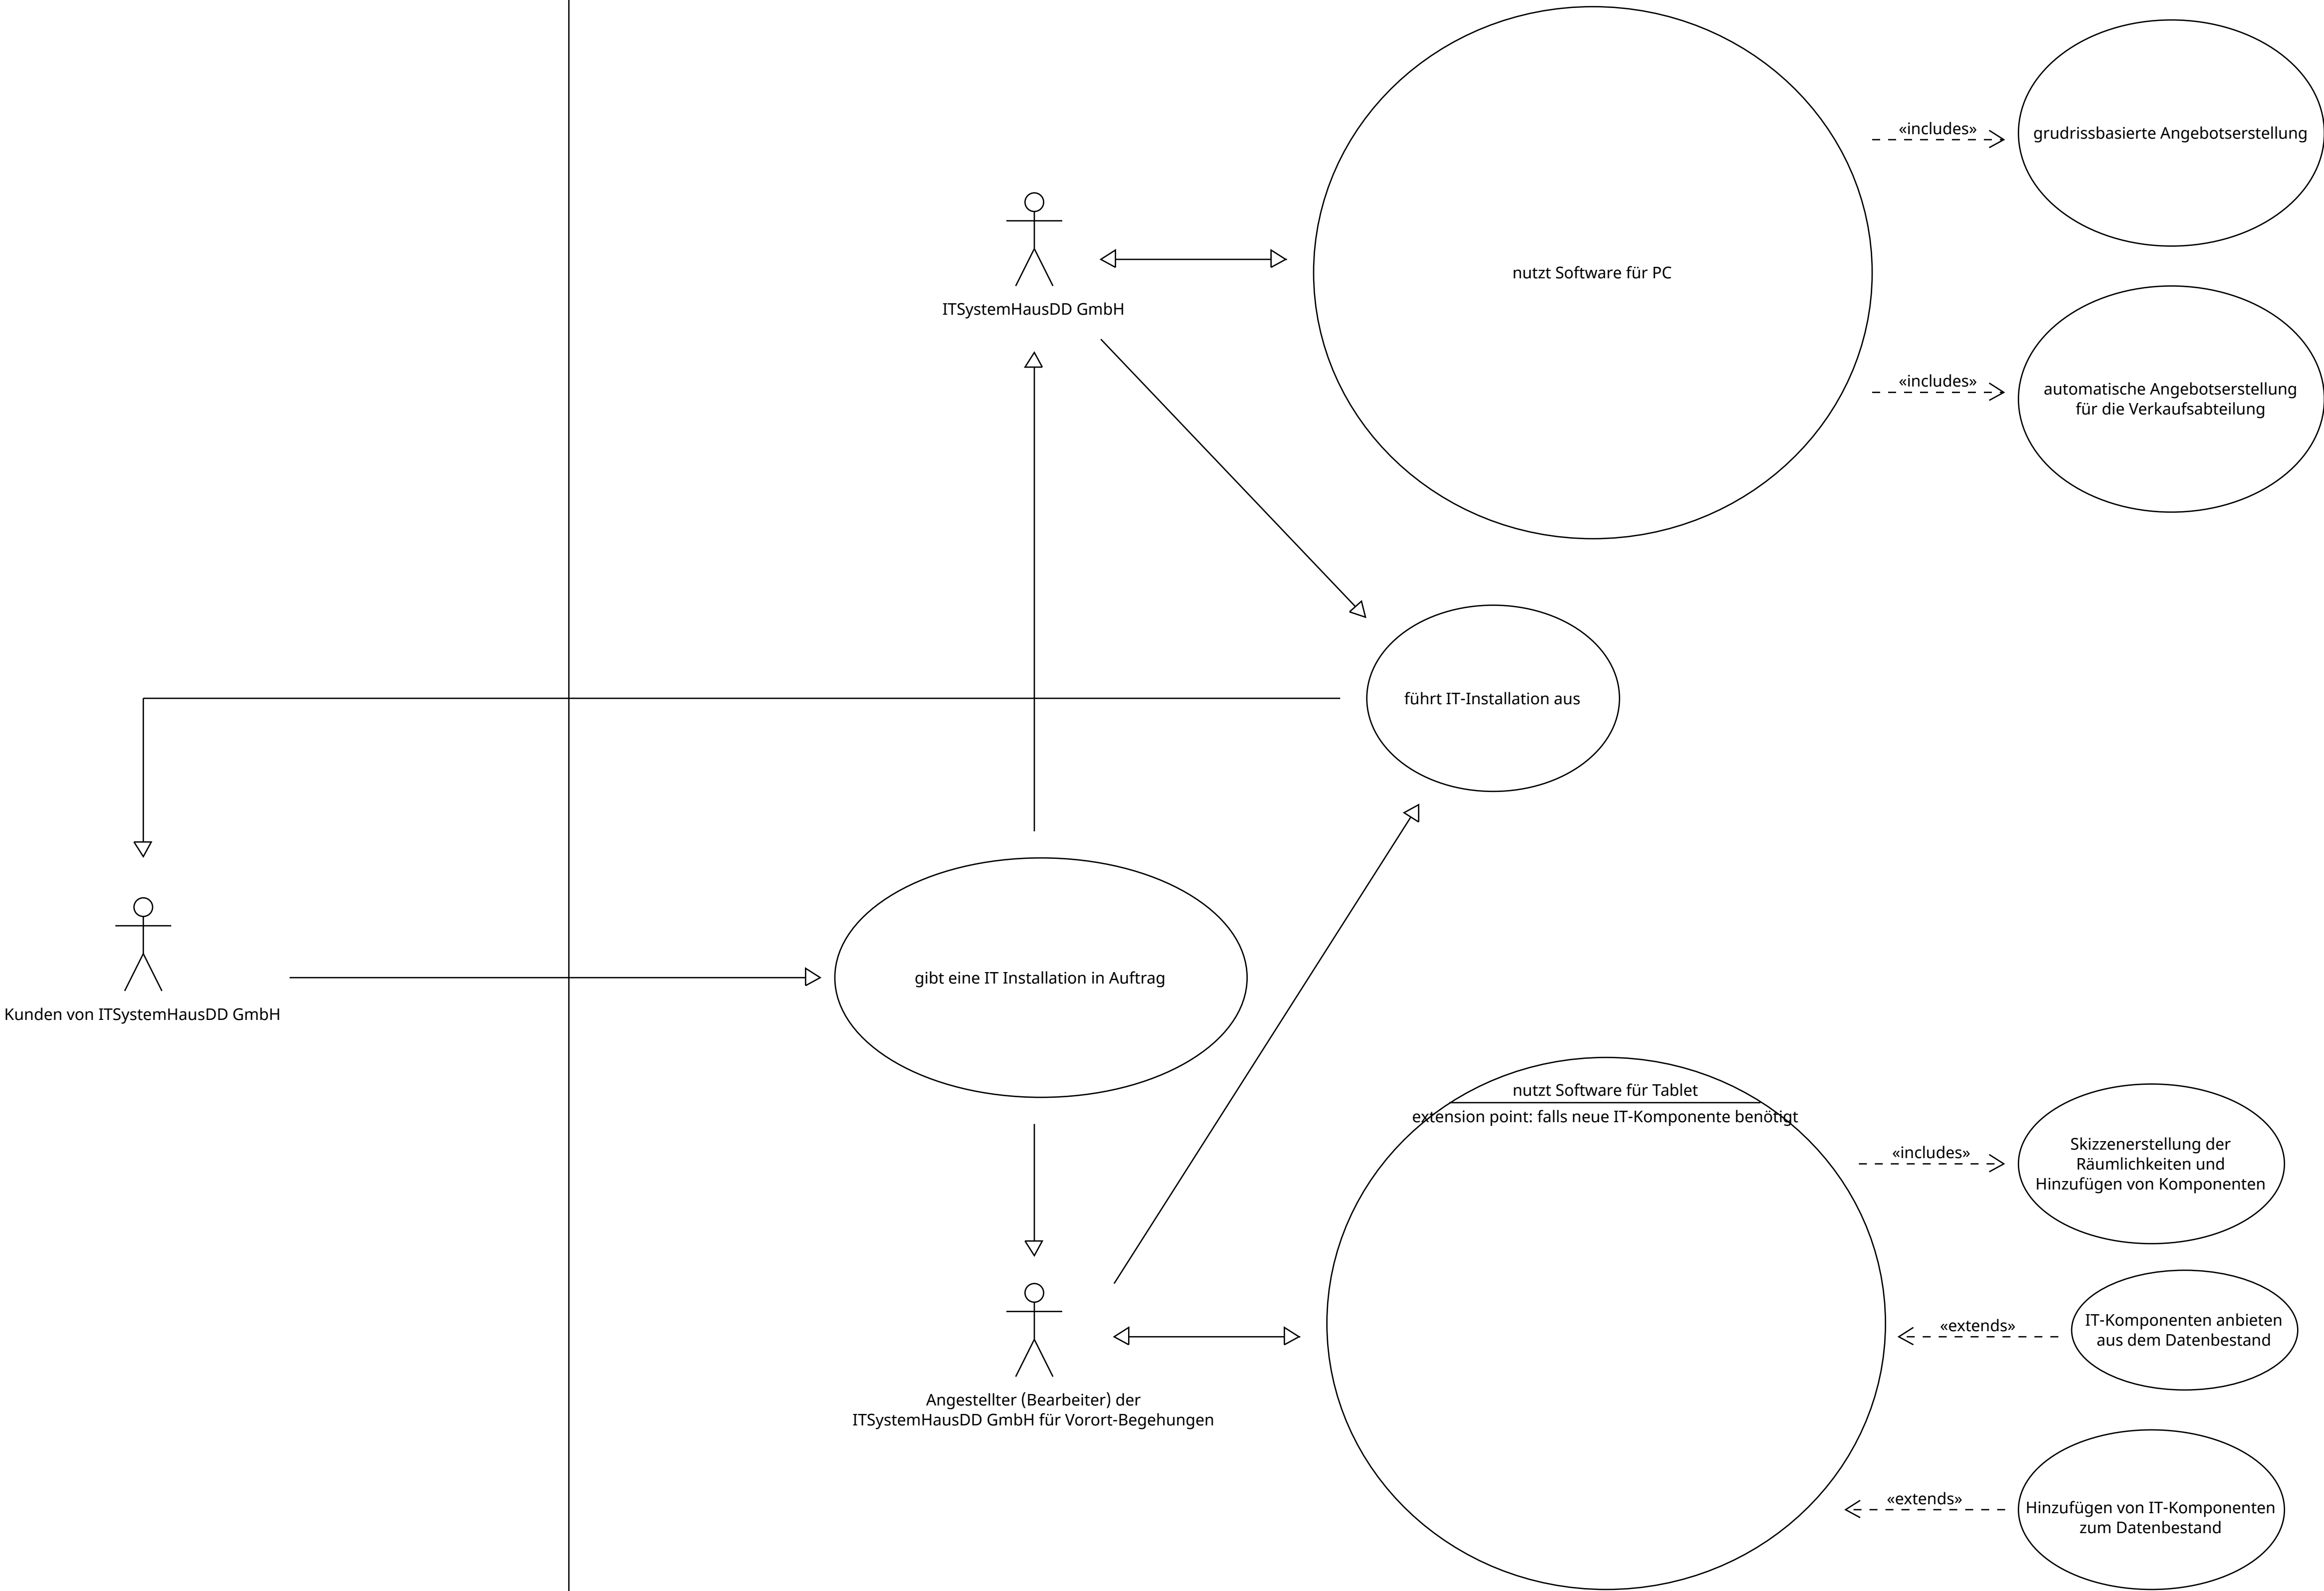 «includes»
grudrissbasierte Angebotserstellung
nutzt Software für PC
ITSystemHausDD GmbH
«includes»
automatische Angebotserstellung
für die Verkaufsabteilung
führt IT-Installation aus
gibt eine IT Installation in Auftrag
Kunden von ITSystemHausDD GmbH
nutzt Software für Tablet
extension point: falls neue IT-Komponente benötigt
«includes»
Skizzenerstellung der
Räumlichkeiten und
Hinzufügen von Komponenten
«extends»
IT-Komponenten anbieten
aus dem Datenbestand
Angestellter (Bearbeiter) der
ITSystemHausDD GmbH für Vorort-Begehungen
«extends»
Hinzufügen von IT-Komponenten
zum Datenbestand